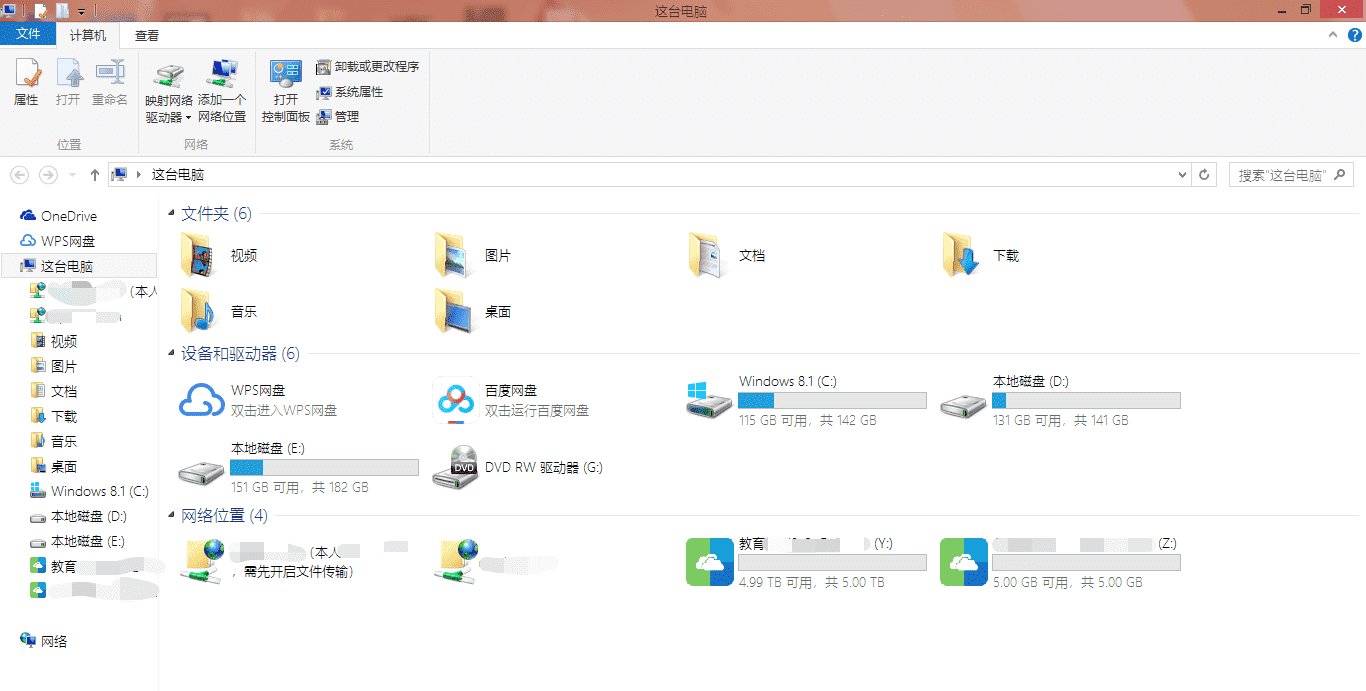 这台电脑
文件 计算机 查看
属性 打开 重命名 映射网络驱动器 添加一个网络位置 打开控制面板 卸载或更改程序
系统属性
管理
位置 网络 系统
这台电脑 搜索"这台电脑"
OneDrive
WPS网盘
这台电脑
(本人
视频
图片
文档
下载
音乐
桌面
Windows 8.1 (C:)
本地磁盘 (D:)
本地磁盘 (E:)
教育
网络
文件夹 (6)
视频 图片 文档 下载
音乐 桌面
设备和驱动器 (6)
WPS网盘
双击进入WPS网盘
百度网盘
双击运行百度网盘
Windows 8.1 (C:)
115 GB 可用，共 142 GB
本地磁盘 (D:)
131 GB 可用，共 141 GB
本地磁盘 (E:)
151 GB 可用，共 182 GB
DVD
DVD RW 驱动器 (G:)
网络位置 (4)
(本人
，需先开启文件传输)
教育 (Y:)
4.99 TB 可用，共 5.00 TB
(Z:)
5.00 GB 可用，共 5.00 GB